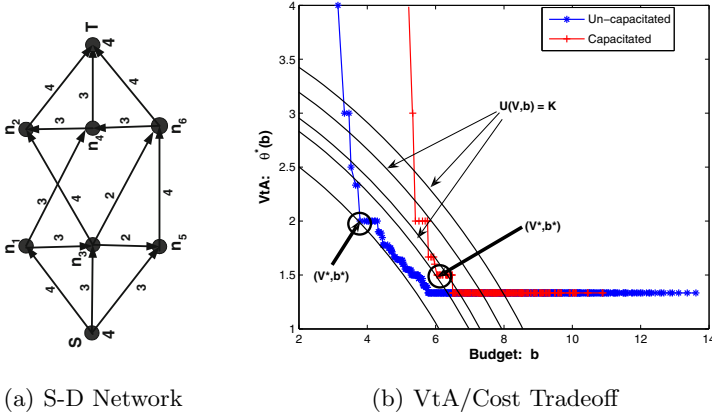 T
4
4
3
4
n2
3
n4
3
n6
3
4
2
4
n1
3
n3
2
n5
4
3
3
S
4
(a) S-D Network
VtA: θ*(b)
4
3.5
3
2.5
2
1.5
1
Un-capacitated
Capacitated
U(V,b) = K
(V*,b*)
(V*,b*)
2 4 6 8 10 12 14
Budget: b
(b) VtA/Cost Tradeoff